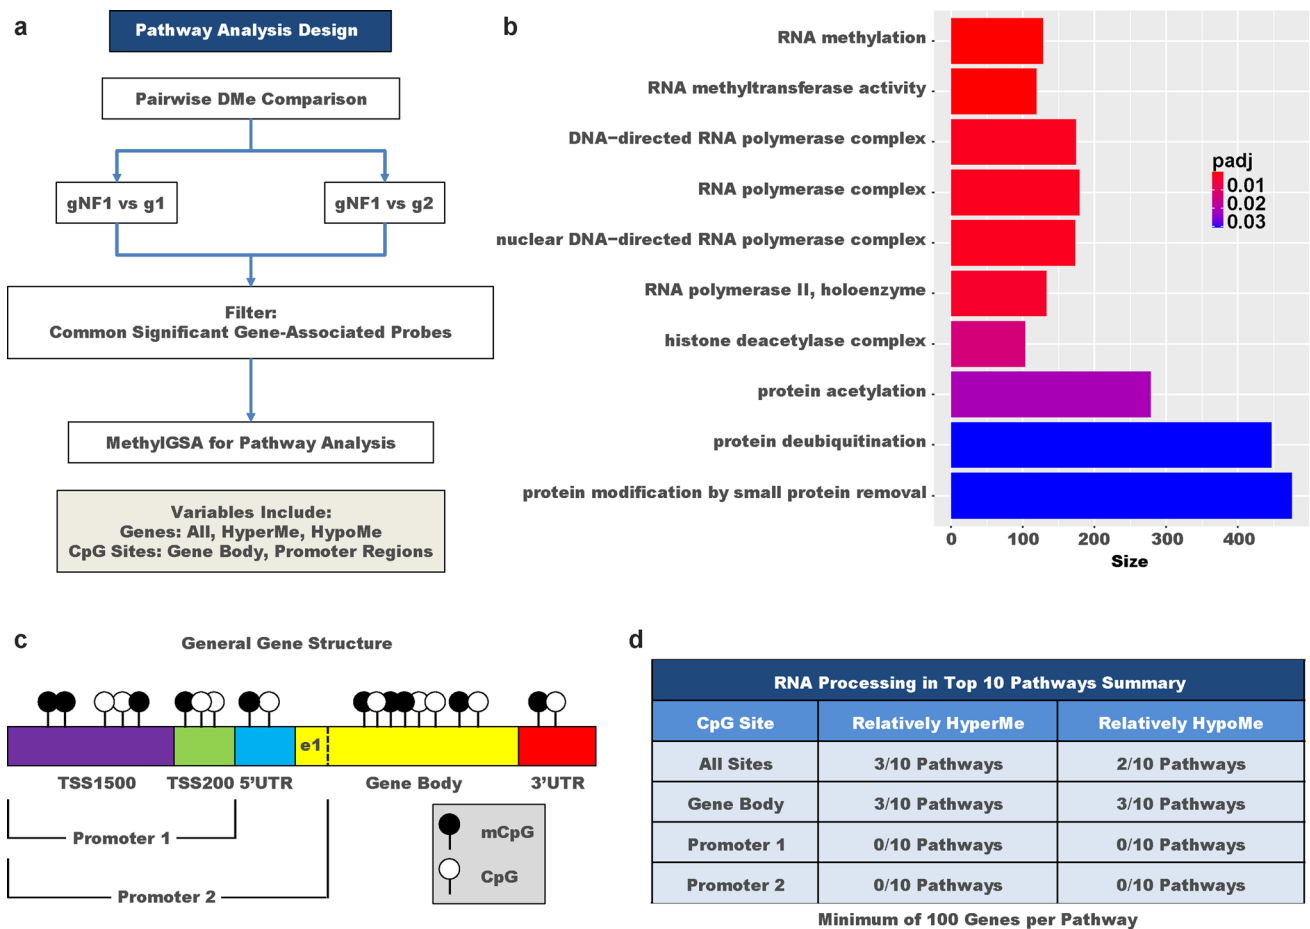 a
Pathway Analysis Design
Pairwise DMe Comparison
gNF1 vs g1
gNF1 vs g2
Filter:
Common Significant Gene-Associated Probes
MethylGSA for Pathway Analysis
Variables Include:
Genes: All, HyperMe, HypoMe
CpG Sites: Gene Body, Promoter Regions
b
RNA methylation
RNA methyltransferase activity
DNA−directed RNA polymerase complex
RNA polymerase complex
nuclear DNA−directed RNA polymerase complex
RNA polymerase II, holoenzyme
histone deacetylase complex
protein acetylation
protein deubiquitination
protein modification by small protein removal
0 100 200 300 400
Size
padj
0.01
0.02
0.03
c
General Gene Structure
e1
TSS1500 TSS200 5'UTR Gene Body 3'UTR
Promoter 1
Promoter 2
mCpG
CpG
d
RNA Processing in Top 10 Pathways Summary
CpG Site Relatively HyperMe Relatively HypoMe
All Sites 3/10 Pathways 2/10 Pathways
Gene Body 3/10 Pathways 3/10 Pathways
Promoter 1 0/10 Pathways 0/10 Pathways
Promoter 2 0/10 Pathways 0/10 Pathways
Minimum of 100 Genes per Pathway